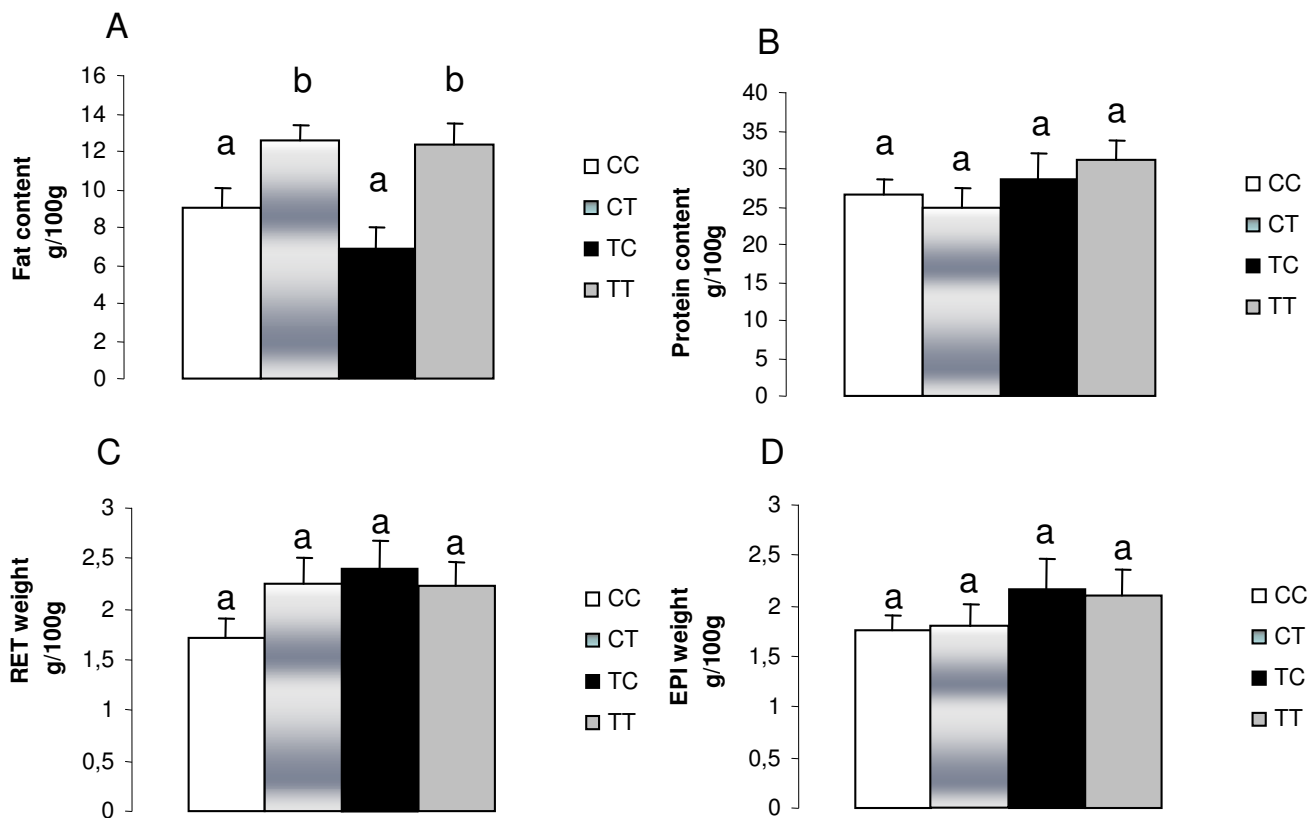 A
Fat content
g/100g
16
14
12
10
8
6
4
2
0
a
b
a
b
CC
CT
TC
TT
B
Protein content
g/100g
40
35
30
25
20
15
10
5
0
a
a
a
a
CC
CT
TC
TT
C
RET weight
g/100g
3
2,5
2
1,5
1
0,5
0
a
a
a
a
CC
CT
TC
TT
D
EPI weight
g/100g
3
2,5
2
1,5
1
0,5
0
a
a
a
a
CC
CT
TC
TT